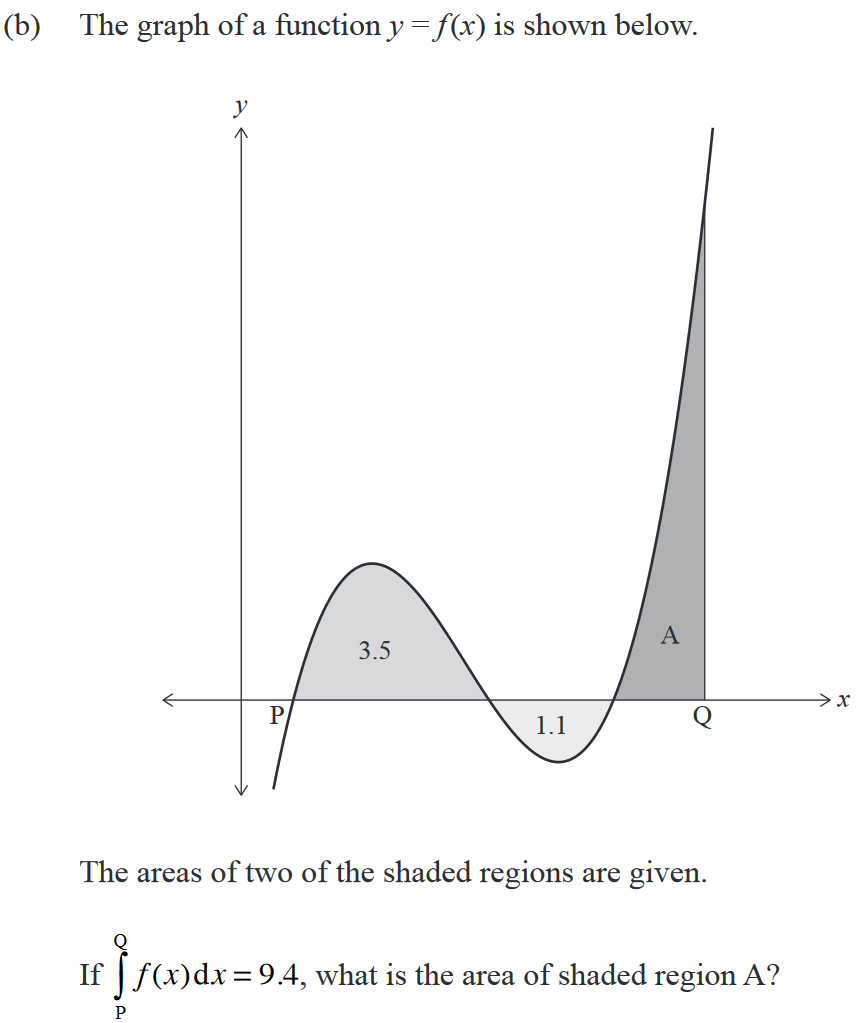 (b) The graph of a function y = f(x) is shown below.
y
3.5
A
x
P
1.1
Q
The areas of two of the shaded regions are given.
If ∫_P^Q f(x)dx = 9.4, what is the area of shaded region A?